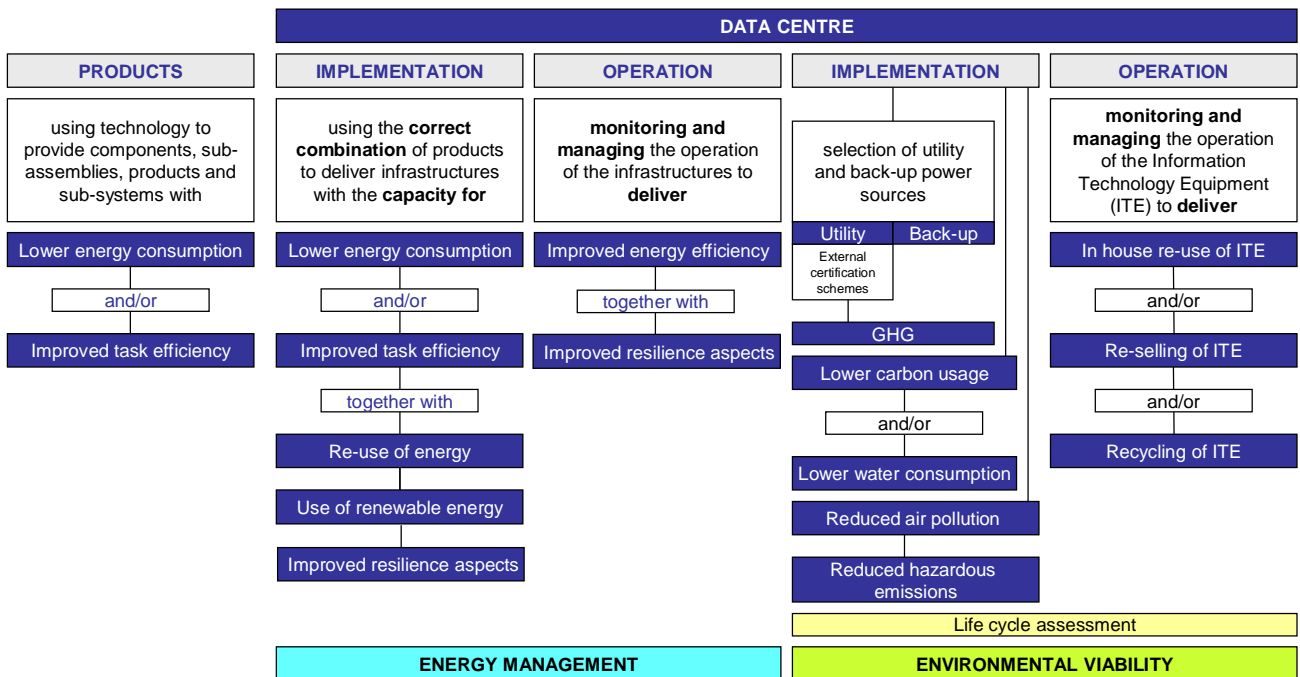 DATA CENTRE
PRODUCTS
using technology to
provide components, sub-
assemblies, products and
sub-systems with
Lower energy consumption
and/or
Improved task efficiency
IMPLEMENTATION
using the correct
combination of products
to deliver infrastructures
with the capacity for
Lower energy consumption
and/or
Improved task efficiency
together with
Re-use of energy
Use of renewable energy
Improved resilience aspects
OPERATION
monitoring and
managing the operation
of the infrastructures to
deliver
Improved energy efficiency
together with
Improved resilience aspects
IMPLEMENTATION
selection of utility
and back-up power
sources
Utility
Back-up
External
certification
schemes
GHG
Lower carbon usage
and/or
Lower water consumption
Reduced air pollution
Reduced hazardous
emissions
OPERATION
monitoring and
managing the operation
of the Information
Technology Equipment
(ITE) to deliver
In house re-use of ITE
and/or
Re-selling of ITE
and/or
Recycling of ITE
Life cycle assessment
ENERGY MANAGEMENT
ENVIRONMENTAL VIABILITY